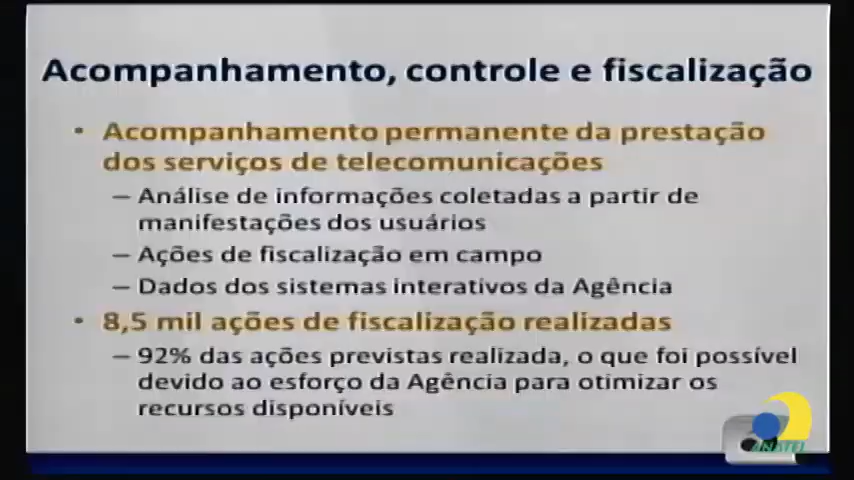 Acompanhamento, controle e fiscalização
• Acompanhamento permanente da prestação
dos serviços de telecomunicações
– Análise de informações coletadas a partir de
manifestações dos usuários
– Ações de fiscalização em campo
– Dados dos sistemas interativos da Agência
• 8,5 mil ações de fiscalização realizadas
– 92% das ações previstas realizada, o que foi possível
devido ao esforço da Agência para otimizar os
recursos disponíveis
ANATEL